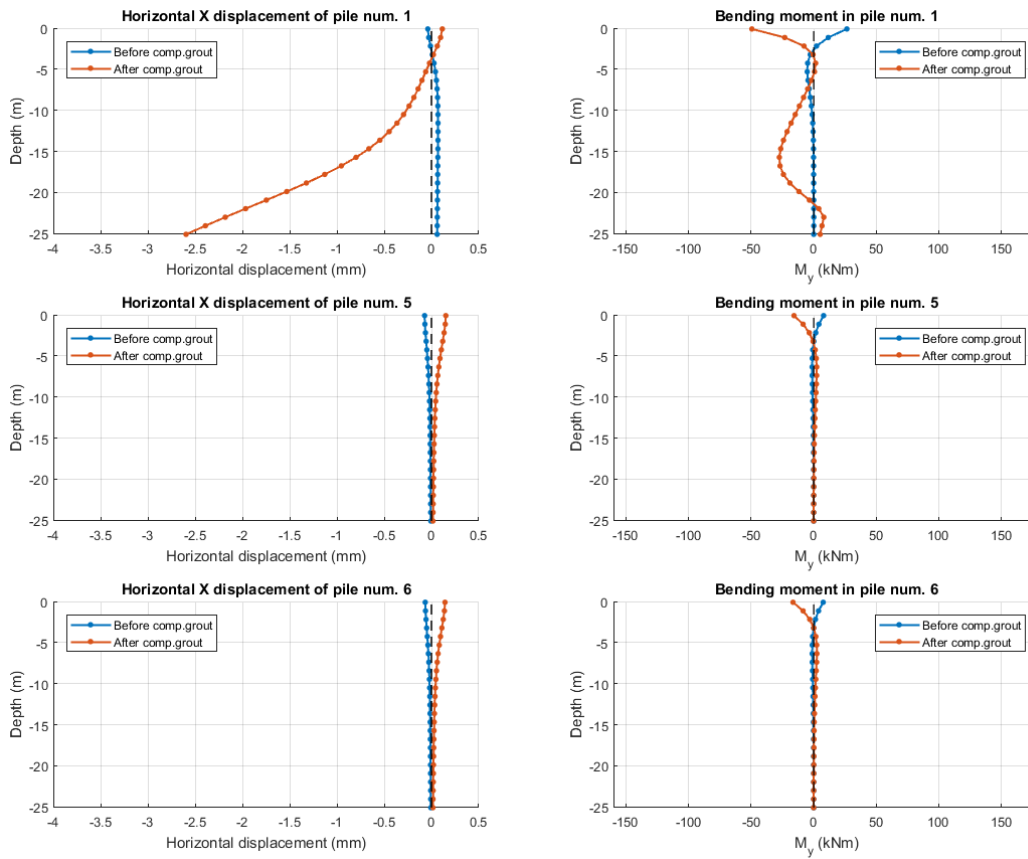 Horizontal X displacement of pile num. 1
Before comp.grout
After comp.grout
Depth (m)
0
-5
-10
-15
-20
-25
-4 -3.5 -3 -2.5 -2 -1.5 -1 -0.5 0 0.5
Horizontal displacement (mm)
Bending moment in pile num. 1
Before comp.grout
After comp.grout
Depth (m)
0
-5
-10
-15
-20
-25
-150 -100 -50 0 50 100 150
M_y (kNm)
Horizontal X displacement of pile num. 5
Before comp.grout
After comp.grout
Depth (m)
0
-5
-10
-15
-20
-25
-4 -3.5 -3 -2.5 -2 -1.5 -1 -0.5 0 0.5
Horizontal displacement (mm)
Bending moment in pile num. 5
Before comp.grout
After comp.grout
Depth (m)
0
-5
-10
-15
-20
-25
-150 -100 -50 0 50 100 150
M_y (kNm)
Horizontal X displacement of pile num. 6
Before comp.grout
After comp.grout
Depth (m)
0
-5
-10
-15
-20
-25
-4 -3.5 -3 -2.5 -2 -1.5 -1 -0.5 0 0.5
Horizontal displacement (mm)
Bending moment in pile num. 6
Before comp.grout
After comp.grout
Depth (m)
0
-5
-10
-15
-20
-25
-150 -100 -50 0 50 100 150
M_y (kNm)